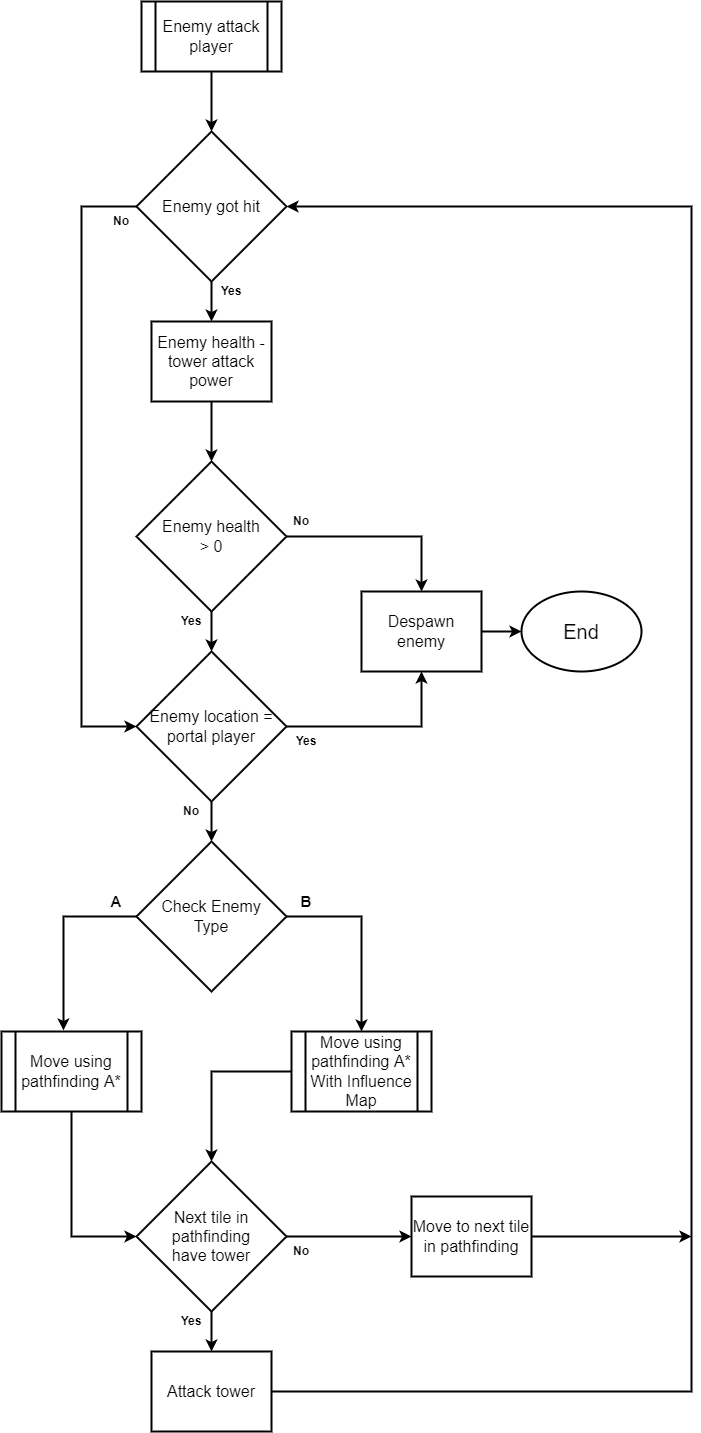 Enemy attack
player
Enemy got hit
No
Yes
Enemy health -
tower attack
power
Enemy health
> 0
No
Yes
Despawn
enemy
End
Enemy location =
portal player
Yes
No
Check Enemy
Type
A
B
Move using
pathfinding A*
Move using
pathfinding A*
With Influence
Map
Next tile in
pathfinding
have tower
No
Move to next tile
in pathfinding
Yes
Attack tower